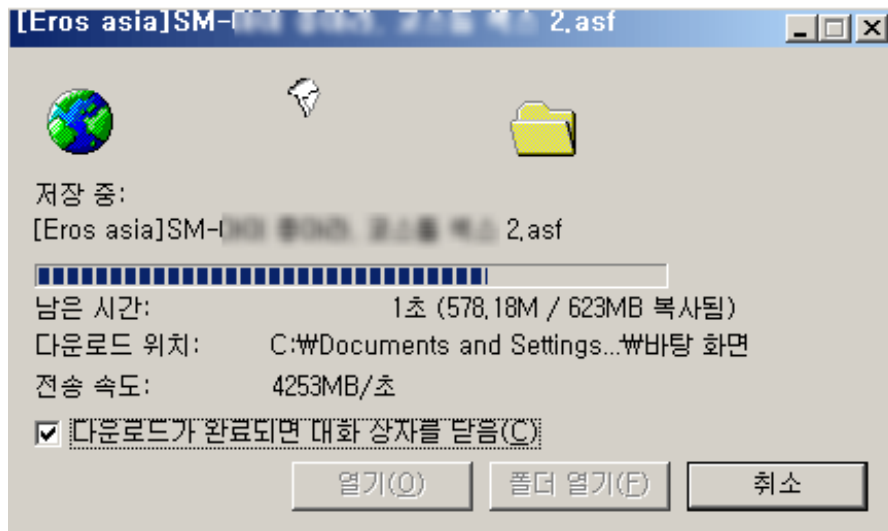 [Eros asia]SM- 2.asf
저장 중:
[Eros asia]SM- 2.asf
남은 시간: 1초 (578.18M / 623MB 복사됨)
다운로드 위치: C:₩Documents and Settings...₩바탕 화면
전송 속도: 4253MB/초
다운로드가 완료되면 대화 상자를 닫음(C)
열기(O) 폴더 열기(F) 취소